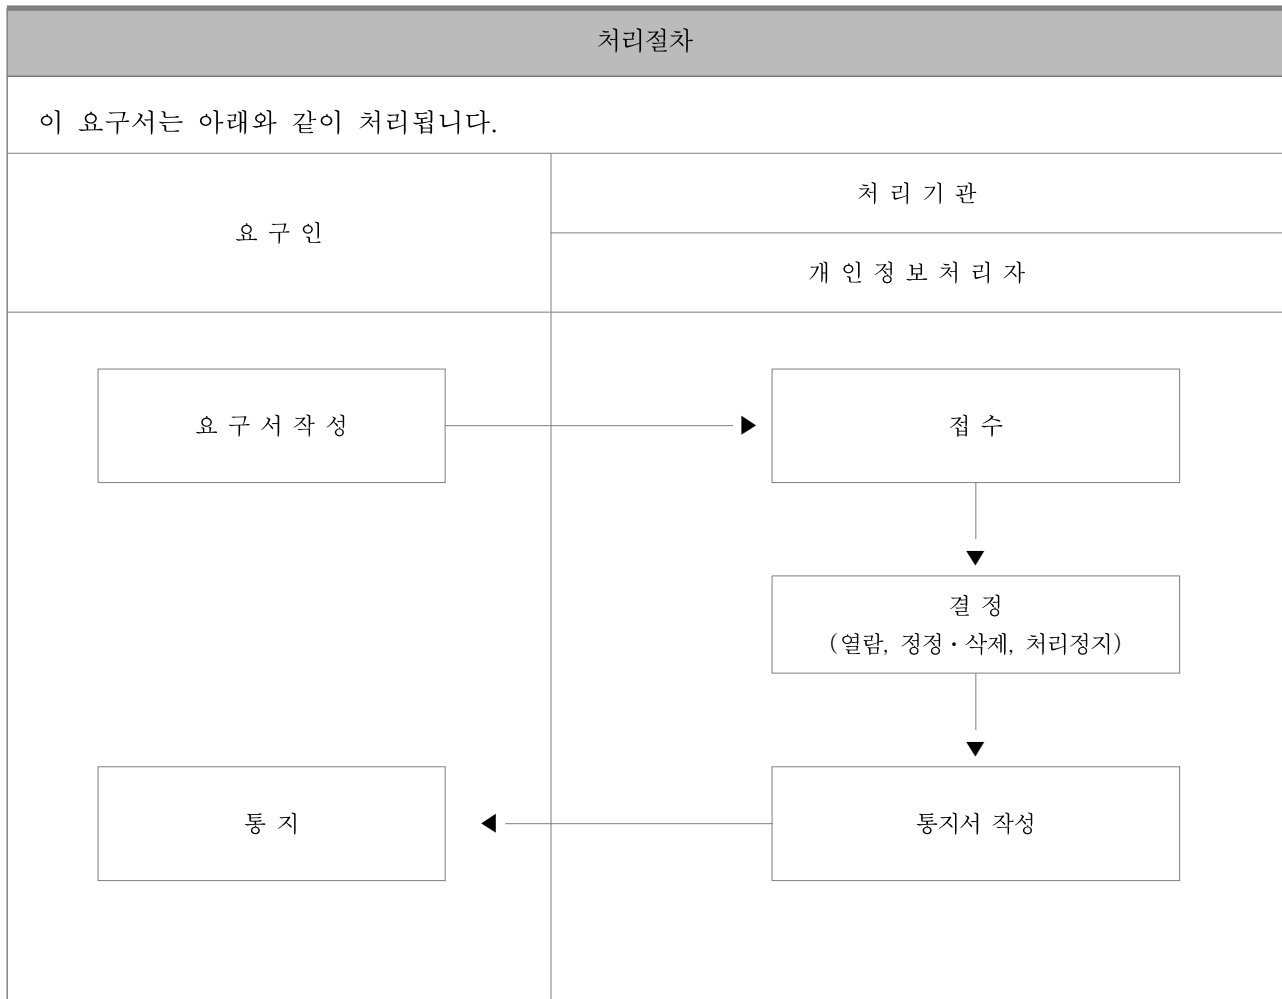 처리절차
이 요구서는 아래와 같이 처리됩니다.
요 구 인
처 리 기 관
개 인 정 보 처 리 자
요 구 서 작 성
접 수
결 정
(열람, 정정·삭제, 처리정지)
통 지
통지서 작성